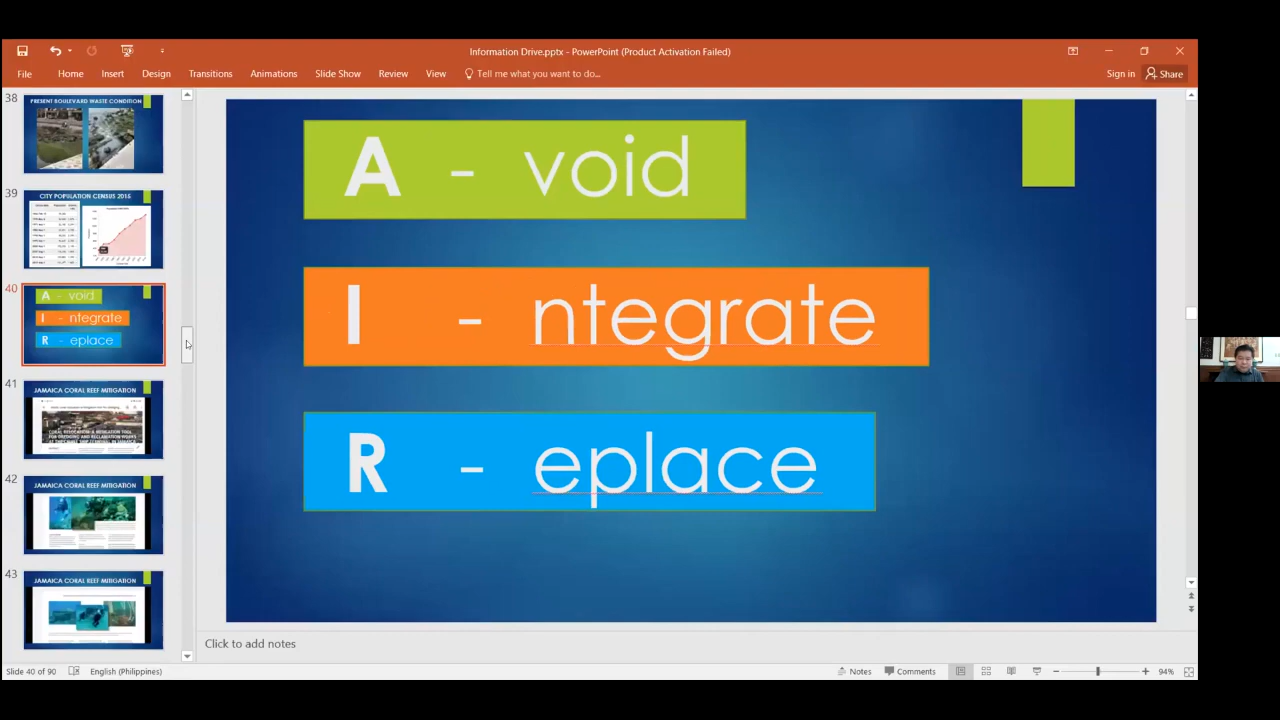 Information Drive.pptx - PowerPoint (Product Activation Failed)
File Home Insert Design Transitions Animations Slide Show Review View Tell me what you want to do... Sign in Share
38
PRESENT BOULEVARD WASTE CONDITION
39
CITY POPULATION CENSUS 2015
40
A - void
I - ntegrate
R - eplace
41
JAMAICA CORAL REEF MITIGATION
42
JAMAICA CORAL REEF MITIGATION
43
JAMAICA CORAL REEF MITIGATION
A - void
I - ntegrate
R - eplace
Click to add notes
Slide 40 of 90 English (Philippines) Notes Comments 94%